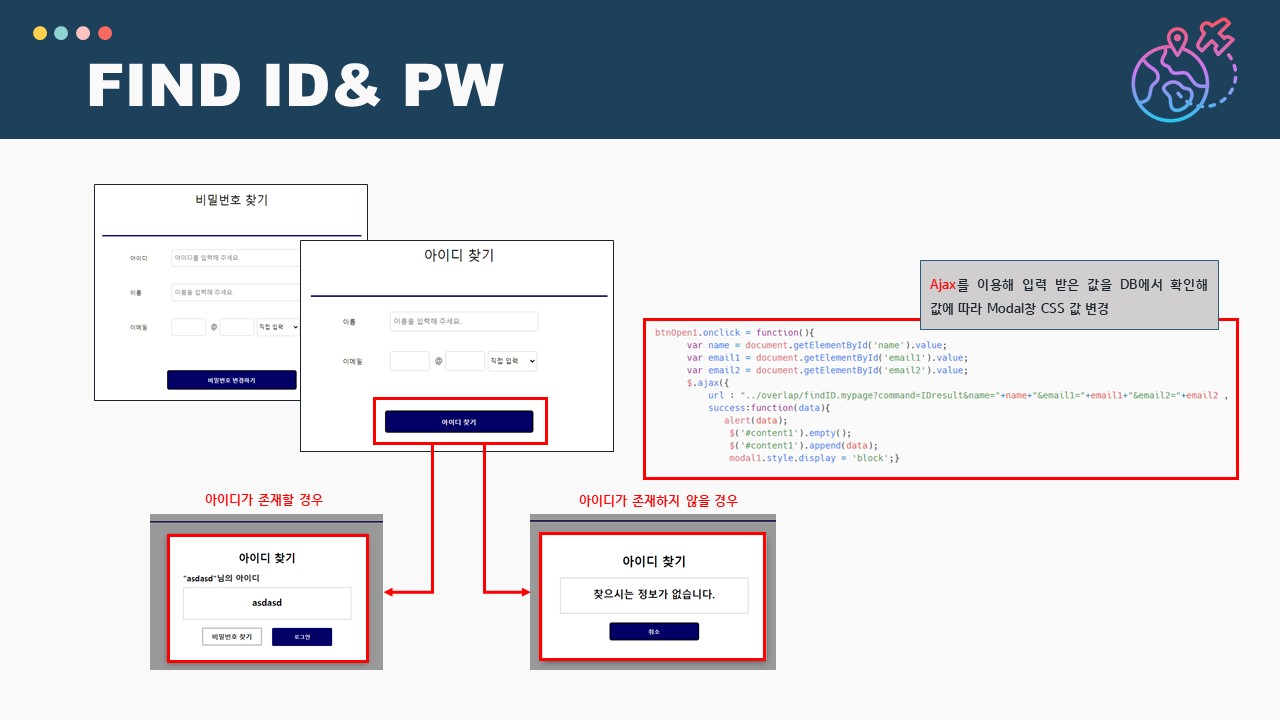 FIND ID& PW
비밀번호 찾기
아이디
아이디를 입력해 주세요.
이름
이름을 입력해 주세요.
이메일
@
직접 입력
비밀번호 변경하기
아이디 찾기
이름
이름을 입력해 주세요.
이메일
@
직접 입력
아이디 찾기
Ajax를 이용해 입력 받은 값을 DB에서 확인해
값에 따라 Modal창 CSS 값 변경
btnOpen1.onclick = function(){
var name = document.getElementById('name').value;
var email1 = document.getElementById('email1').value;
var email2 = document.getElementById('email2').value;
$.ajax({
url : "../overlap/findID.mypage?command=IDresult&name="+name+"&email1="+email1+"&email2="+email2 ,
success:function(data){
alert(data);
$('#content1').empty();
$('#content1').append(data);
modal1.style.display = 'block';}
아이디가 존재할 경우
아이디 찾기
"asdasd"님의 아이디
asdasd
비밀번호 찾기
로그인
아이디가 존재하지 않을 경우
아이디 찾기
찾으시는 정보가 없습니다.
취소